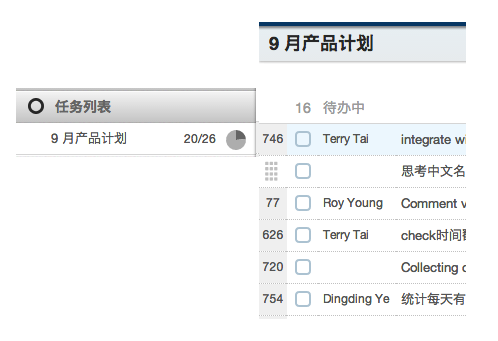 9 月产品计划
任务列表
9 月产品计划 20/26
16 待办中
746 Terry Tai integrate wi
思考中文名
77 Roy Young Comment v
626 Terry Tai check时间
720 Collecting c
754 Dingding Ye 统计每天有